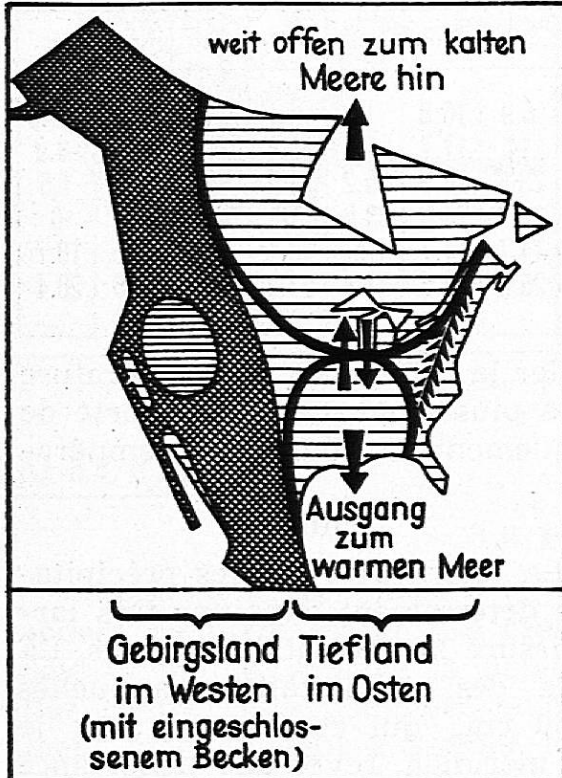 weit offen zum kalten
Meere hin
Ausgang
zum
warmen Meer
Gebirgsland
im Westen
(mit eingeschlos-
senem Becken)
Tiefland
im Osten